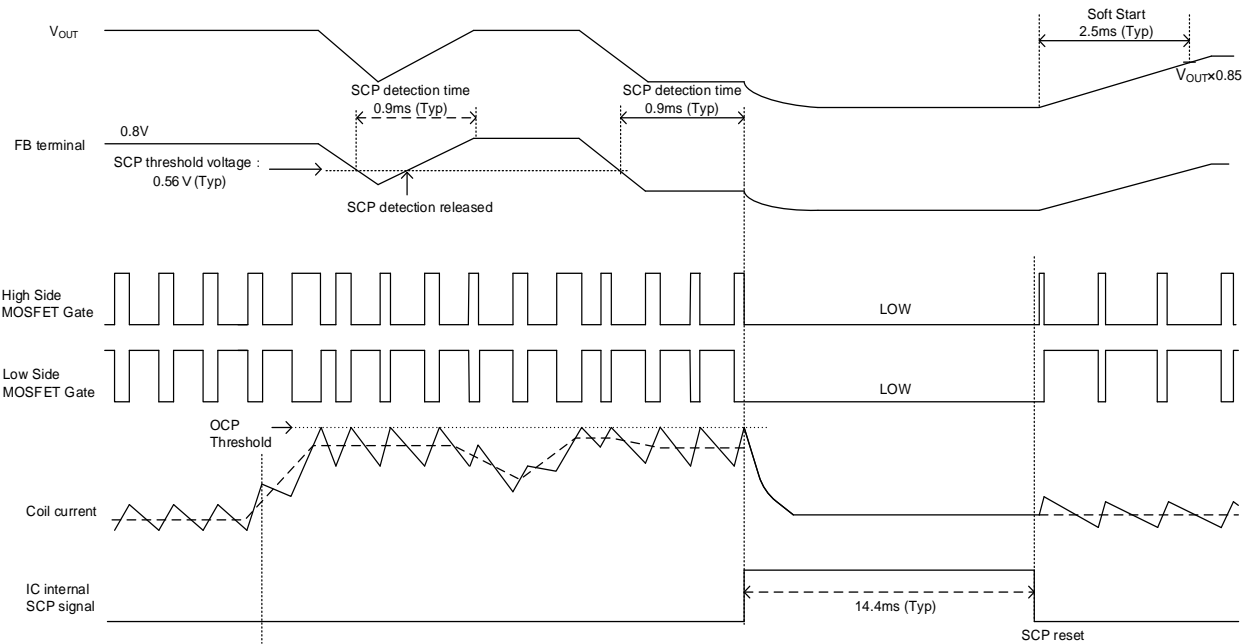 Soft Start
2.5ms (Typ)
VOUT
VOUT×0.85
SCP detection time
0.9ms (Typ)
SCP detection time
0.9ms (Typ)
0.8V
FB terminal
SCP threshold voltage :
0.56 V (Typ)
SCP detection released
High Side
MOSFET Gate
LOW
Low Side
MOSFET Gate
LOW
OCP
Threshold
Coil current
IC internal
SCP signal
14.4ms (Typ)
SCP reset